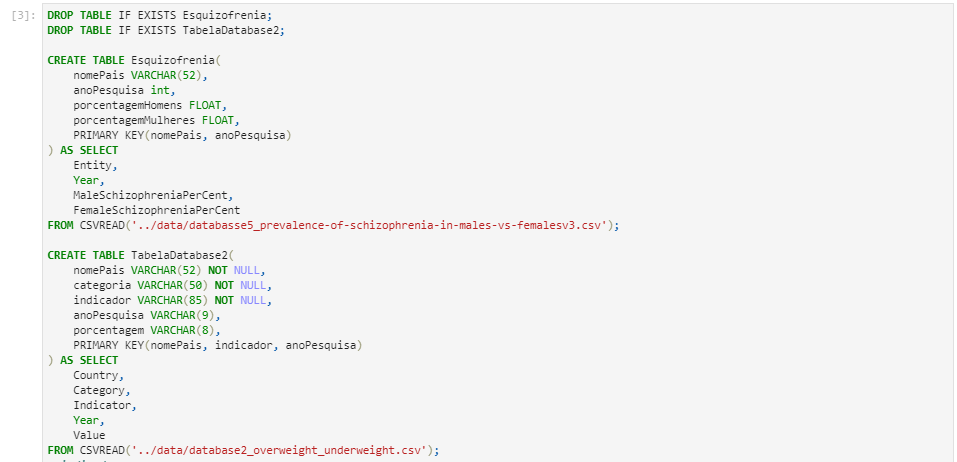 [3]: DROP TABLE IF EXISTS Esquizofrenia;
DROP TABLE IF EXISTS TabelaDatabase2;

CREATE TABLE Esquizofrenia(
    nomePais VARCHAR(52),
    anoPesquisa int,
    porcentagemHomens FLOAT,
    porcentagemMulheres FLOAT,
    PRIMARY KEY(nomePais, anoPesquisa)
) AS SELECT
    Entity,
    Year,
    MaleSchizophreniaPerCent,
    FemaleSchizophreniaPerCent
FROM CSVREAD('../data/databasse5_prevalence-of-schizophrenia-in-males-vs-femalesv3.csv');

CREATE TABLE TabelaDatabase2(
    nomePais VARCHAR(52) NOT NULL,
    categoria VARCHAR(50) NOT NULL,
    indicador VARCHAR(85) NOT NULL,
    anoPesquisa VARCHAR(9),
    porcentagem VARCHAR(8),
    PRIMARY KEY(nomePais, indicador, anoPesquisa)
) AS SELECT
    Country,
    Category,
    Indicator,
    Year,
    Value
FROM CSVREAD('../data/database2_overweight_underweight.csv');